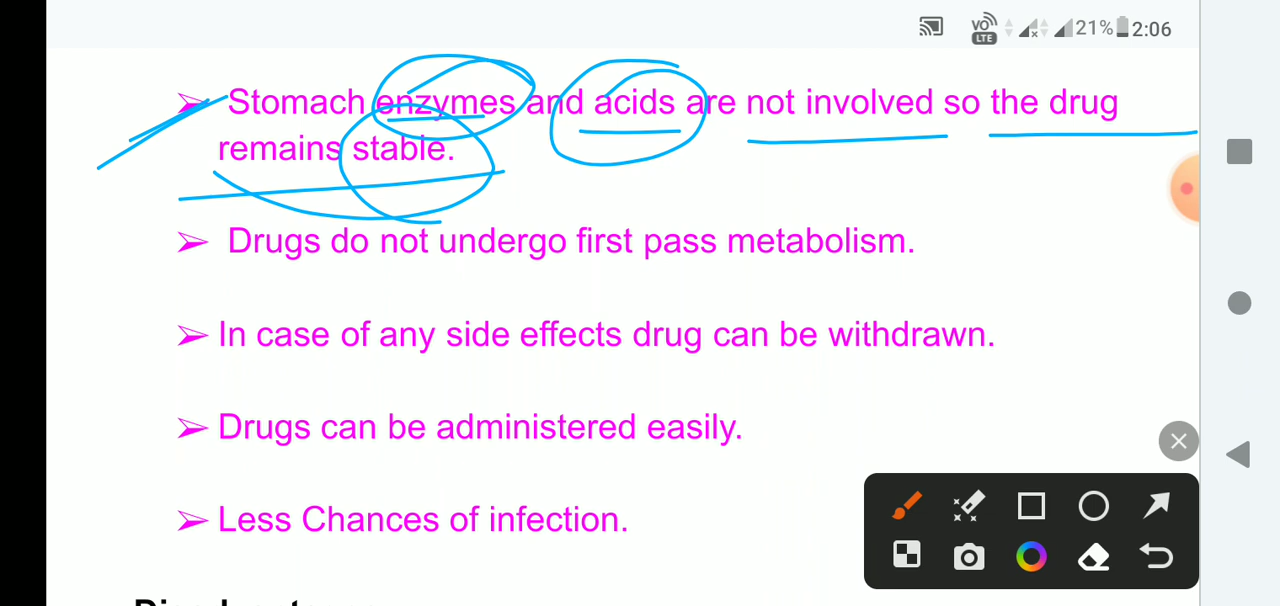 VO LTE 21% 2:06
➢ Stomach enzymes and acids are not involved so the drug
remains stable.
➢ Drugs do not undergo first pass metabolism.
➢ In case of any side effects drug can be withdrawn.
➢ Drugs can be administered easily.
➢ Less Chances of infection.